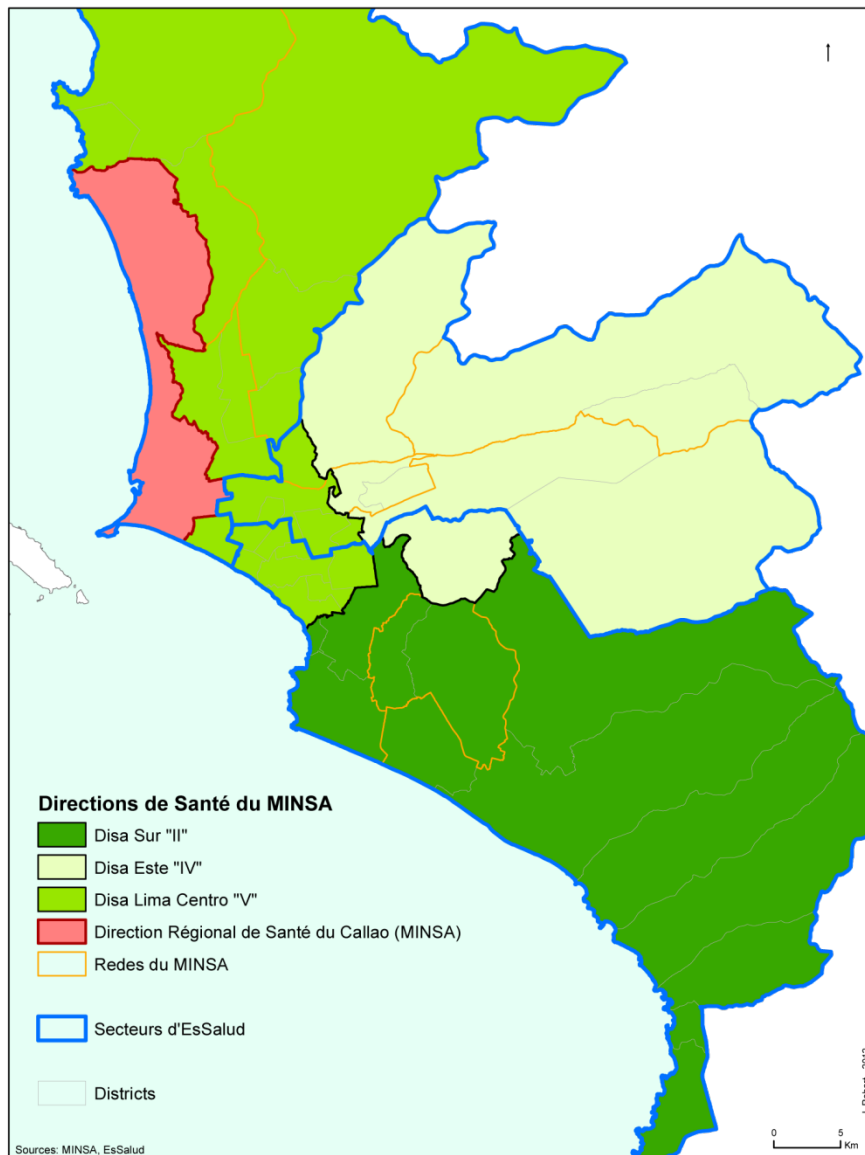 Directions de Santé du MINSA
Disa Sur "II"
Disa Este "IV"
Disa Lima Centro "V"
Direction Régional de Santé du Callao (MINSA)
Redes du MINSA
Secteurs d'EsSalud
Districts
Sources: MINSA, EsSalud
0 5
Km